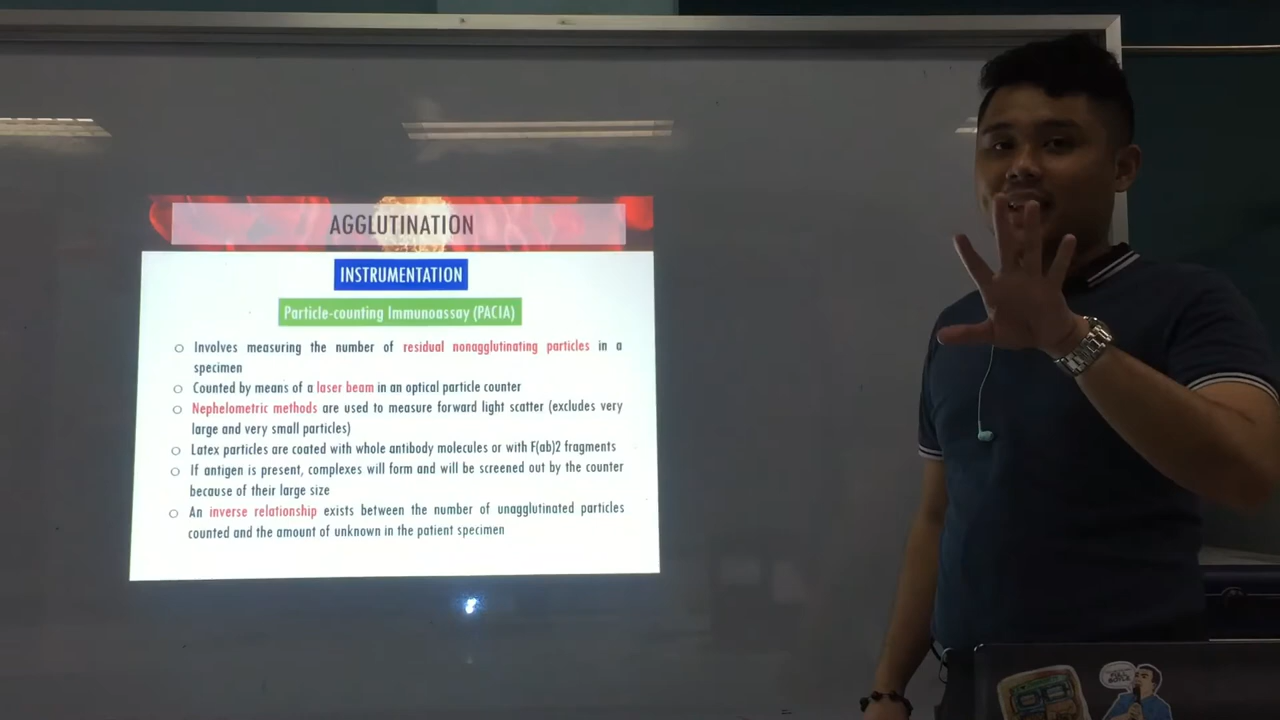 AGGLUTINATION
INSTRUMENTATION
Particle-counting Immunoassay (PACIA)
Involves measuring the number of residual nonagglutinating particles in a
specimen
Counted by means of a laser beam in an optical particle counter
Nephelometric methods are used to measure forward light scatter (excludes very
large and very small particles)
Latex particles are coated with whole antibody molecules or with F(ab)2 fragments
If antigen is present, complexes will form and will be screened out by the counter
because of their large size
An inverse relationship exists between the number of unagglutinated particles
counted and the amount of unknown in the patient specimen